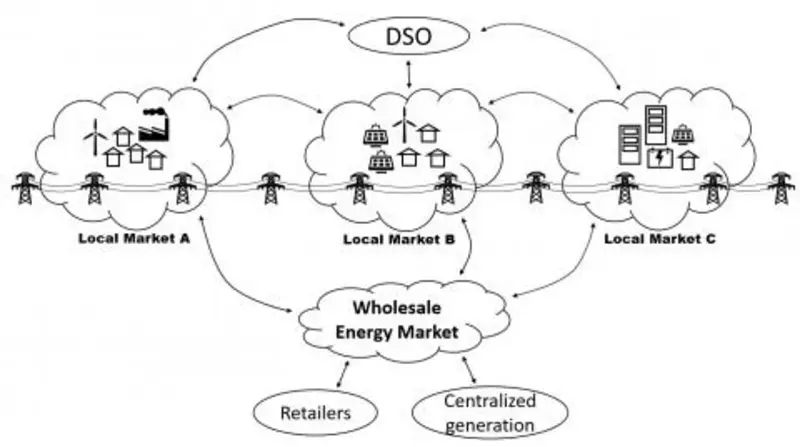 DSO
Local Market A
Local Market B
Local Market C
Wholesale
Energy Market
Retailers
Centralized
generation